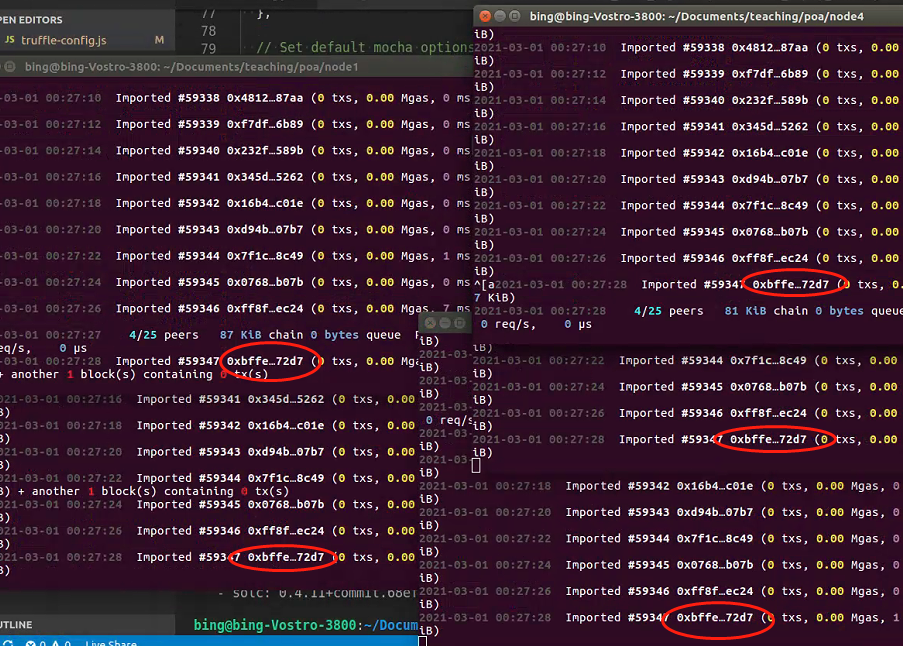 PEN EDITORS
JS truffle-config.js M
77 },
78
79 // Set default mocha options
bing@bing-Vostro-3800: ~/Documents/teaching/poa/node1
-03-01 00:27:10 Imported #59338 0x4812…87aa (0 txs, 0.00 Mgas, 0 ms
-03-01 00:27:12 Imported #59339 0xf7df…6b89 (0 txs, 0.00 Mgas, 0 ms
-03-01 00:27:14 Imported #59340 0x232f…589b (0 txs, 0.00 Mgas, 0 ms
-03-01 00:27:16 Imported #59341 0x345d…5262 (0 txs, 0.00 Mgas, 0 ms
-03-01 00:27:18 Imported #59342 0x16b4…c01e (0 txs, 0.00 Mgas, 0 ms
-03-01 00:27:20 Imported #59343 0xd94b…07b7 (0 txs, 0.00 Mgas, 0 ms
-03-01 00:27:22 Imported #59344 0x7f1c…8c49 (0 txs, 0.00 Mgas, 1 ms
-03-01 00:27:24 Imported #59345 0x0768…b07b (0 txs, 0.00 Mgas, 0 ms
-03-01 00:27:26 Imported #59346 0xff8f…ec24 (0 txs, 0.00 Mgas, 7 ms
-03-01 00:27:27 4/25 peers 87 KiB chain 0 bytes queue
eq/s, 0 µs
-03-01 00:27:28 Imported #59347 0xbffe…72d7 (0 txs, 0.00 Mga
+ another 1 block(s) containing 0 tx(s)
021-03-01 00:27:16 Imported #59341 0x345d…5262 (0 txs, 0.00
B)
021-03-01 00:27:18 Imported #59342 0x16b4…c01e (0 txs, 0.00
B)
021-03-01 00:27:20 Imported #59343 0xd94b…07b7 (0 txs, 0.00
B)
021-03-01 00:27:22 Imported #59344 0x7f1c…8c49 (0 txs, 0.00
B) + another 1 block(s) containing 0 tx(s)
021-03-01 00:27:24 Imported #59345 0x0768…b07b (0 txs, 0.00
B)
021-03-01 00:27:26 Imported #59346 0xff8f…ec24 (0 txs, 0.00
B)
021-03-01 00:27:28 Imported #59347 0xbffe…72d7 (0 txs, 0.00
B)
- solc: 0.4.11+commit.68ef
UTLINE
bing@bing-Vostro-3800:~/Docum
0 0 Live Share
bing@bing-Vostro-3800: ~/Documents/teaching/poa/node4
iB)
2021-03-01 00:27:10 Imported #59338 0x4812…87aa (0 txs, 0.00
iB)
2021-03-01 00:27:12 Imported #59339 0xf7df…6b89 (0 txs, 0.00
iB)
2021-03-01 00:27:14 Imported #59340 0x232f…589b (0 txs, 0.00
iB)
2021-03-01 00:27:16 Imported #59341 0x345d…5262 (0 txs, 0.00
iB)
2021-03-01 00:27:18 Imported #59342 0x16b4…c01e (0 txs, 0.00
iB)
2021-03-01 00:27:20 Imported #59343 0xd94b…07b7 (0 txs, 0.00
iB)
2021-03-01 00:27:22 Imported #59344 0x7f1c…8c49 (0 txs, 0.00
iB)
2021-03-01 00:27:24 Imported #59345 0x0768…b07b (0 txs, 0.00
iB)
2021-03-01 00:27:26 Imported #59346 0xff8f…ec24 (0 txs, 0.00
iB)
^[a2021-03-01 00:27:28 Imported #59347 0xbffe…72d7 (0 txs, 0.
7 KiB)
2021-03-01 00:27:28 4/25 peers 81 KiB chain 0 bytes queue
0 req/s, 0 µs
iB)
2021-03-01 00:27:22 Imported #59344 0x7f1c…8c49 (0 txs, 0.00
iB)
2021-03-01 00:27:24 Imported #59345 0x0768…b07b (0 txs, 0.00
iB)
2021-03-01 00:27:26 Imported #59346 0xff8f…ec24 (0 txs, 0.00
iB)
2021-03-01 00:27:28 Imported #59347 0xbffe…72d7 (0 txs, 0.00
iB)
iB)
2021-03-
iB)
2021-03-
iB)
2021-03-
0 req/s
iB)
2021-03-
iB)
2021-03-01 00:27:18 Imported #59342 0x16b4…c01e (0 txs, 0.00 Mgas, 0
iB)
2021-03-01 00:27:20 Imported #59343 0xd94b…07b7 (0 txs, 0.00 Mgas, 0
iB)
2021-03-01 00:27:22 Imported #59344 0x7f1c…8c49 (0 txs, 0.00 Mgas, 0
iB)
2021-03-01 00:27:24 Imported #59345 0x0768…b07b (0 txs, 0.00 Mgas, 0
iB)
2021-03-01 00:27:26 Imported #59346 0xff8f…ec24 (0 txs, 0.00 Mgas, 0
iB)
2021-03-01 00:27:28 Imported #59347 0xbffe…72d7 (0 txs, 0.00 Mgas, 1
iB)